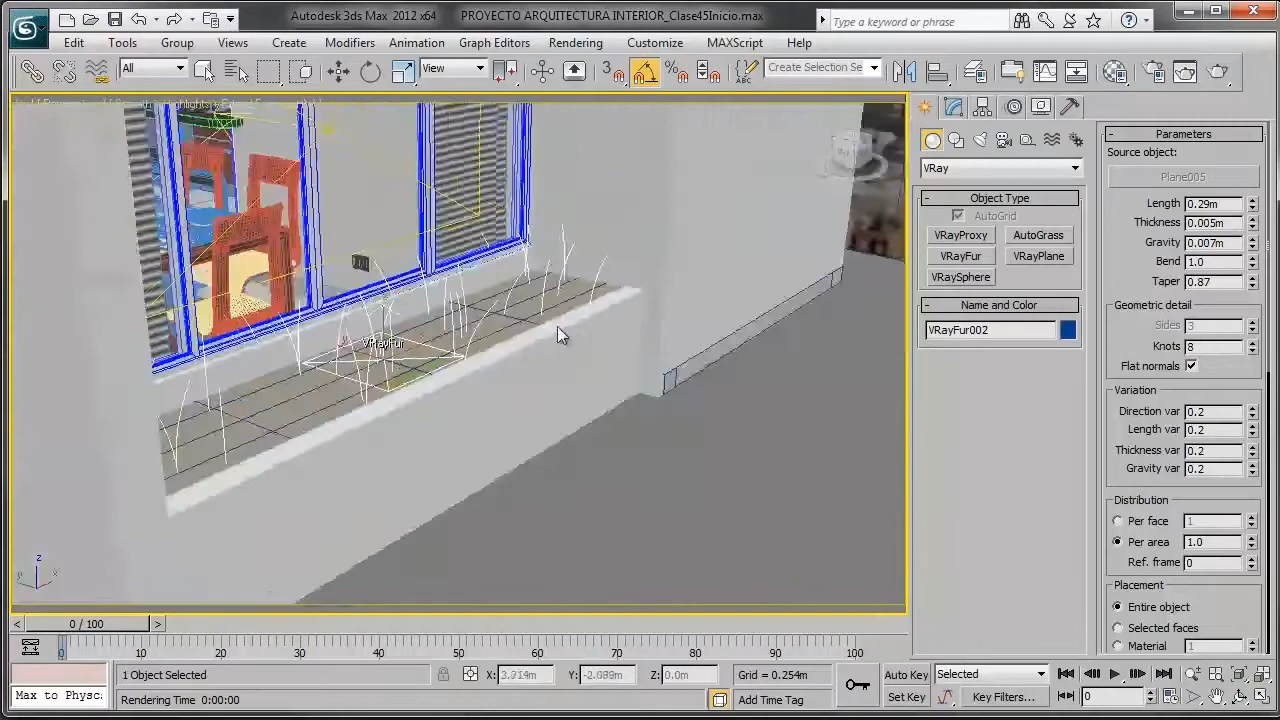 Autodesk 3ds Max 2012 x64
PROYECTO ARQUITECTURA INTERIOR_Clase45Inicio.max
Type a keyword or phrase
Edit
Tools
Group
Views
Create
Modifiers
Animation
Graph Editors
Rendering
Customize
MAXScript
Help
All
View
3
Create Selection Se
VRayFur
VRay
- Object Type
AutoGrid
VRayProxy
AutoGrass
VRayFur
VRayPlane
VRaySphere
- Name and Color
VRayFur002
- Parameters
Source object:
Plane005
Length 0.29m
Thickness 0.005m
Gravity 0.007m
Bend 1.0
Taper 0.87
Geometric detail
Sides 3
Knots 8
Flat normals
Variation
Direction var 0.2
Length var 0.2
Thickness var 0.2
Gravity var 0.2
Distribution
Per face 1
Per area 1.0
Ref. frame 0
Placement
Entire object
Selected faces
Material 1
z
< 0 / 100 >
0 10 20 30 40 50 60 70 80 90 100
1 Object Selected
X: 3.914m Y: -2.089m Z: 0.0m
Grid = 0.254m
Auto Key
Selected
Max to Physc:
Rendering Time 0:00:00
Add Time Tag
Set Key
Key Filters...
0